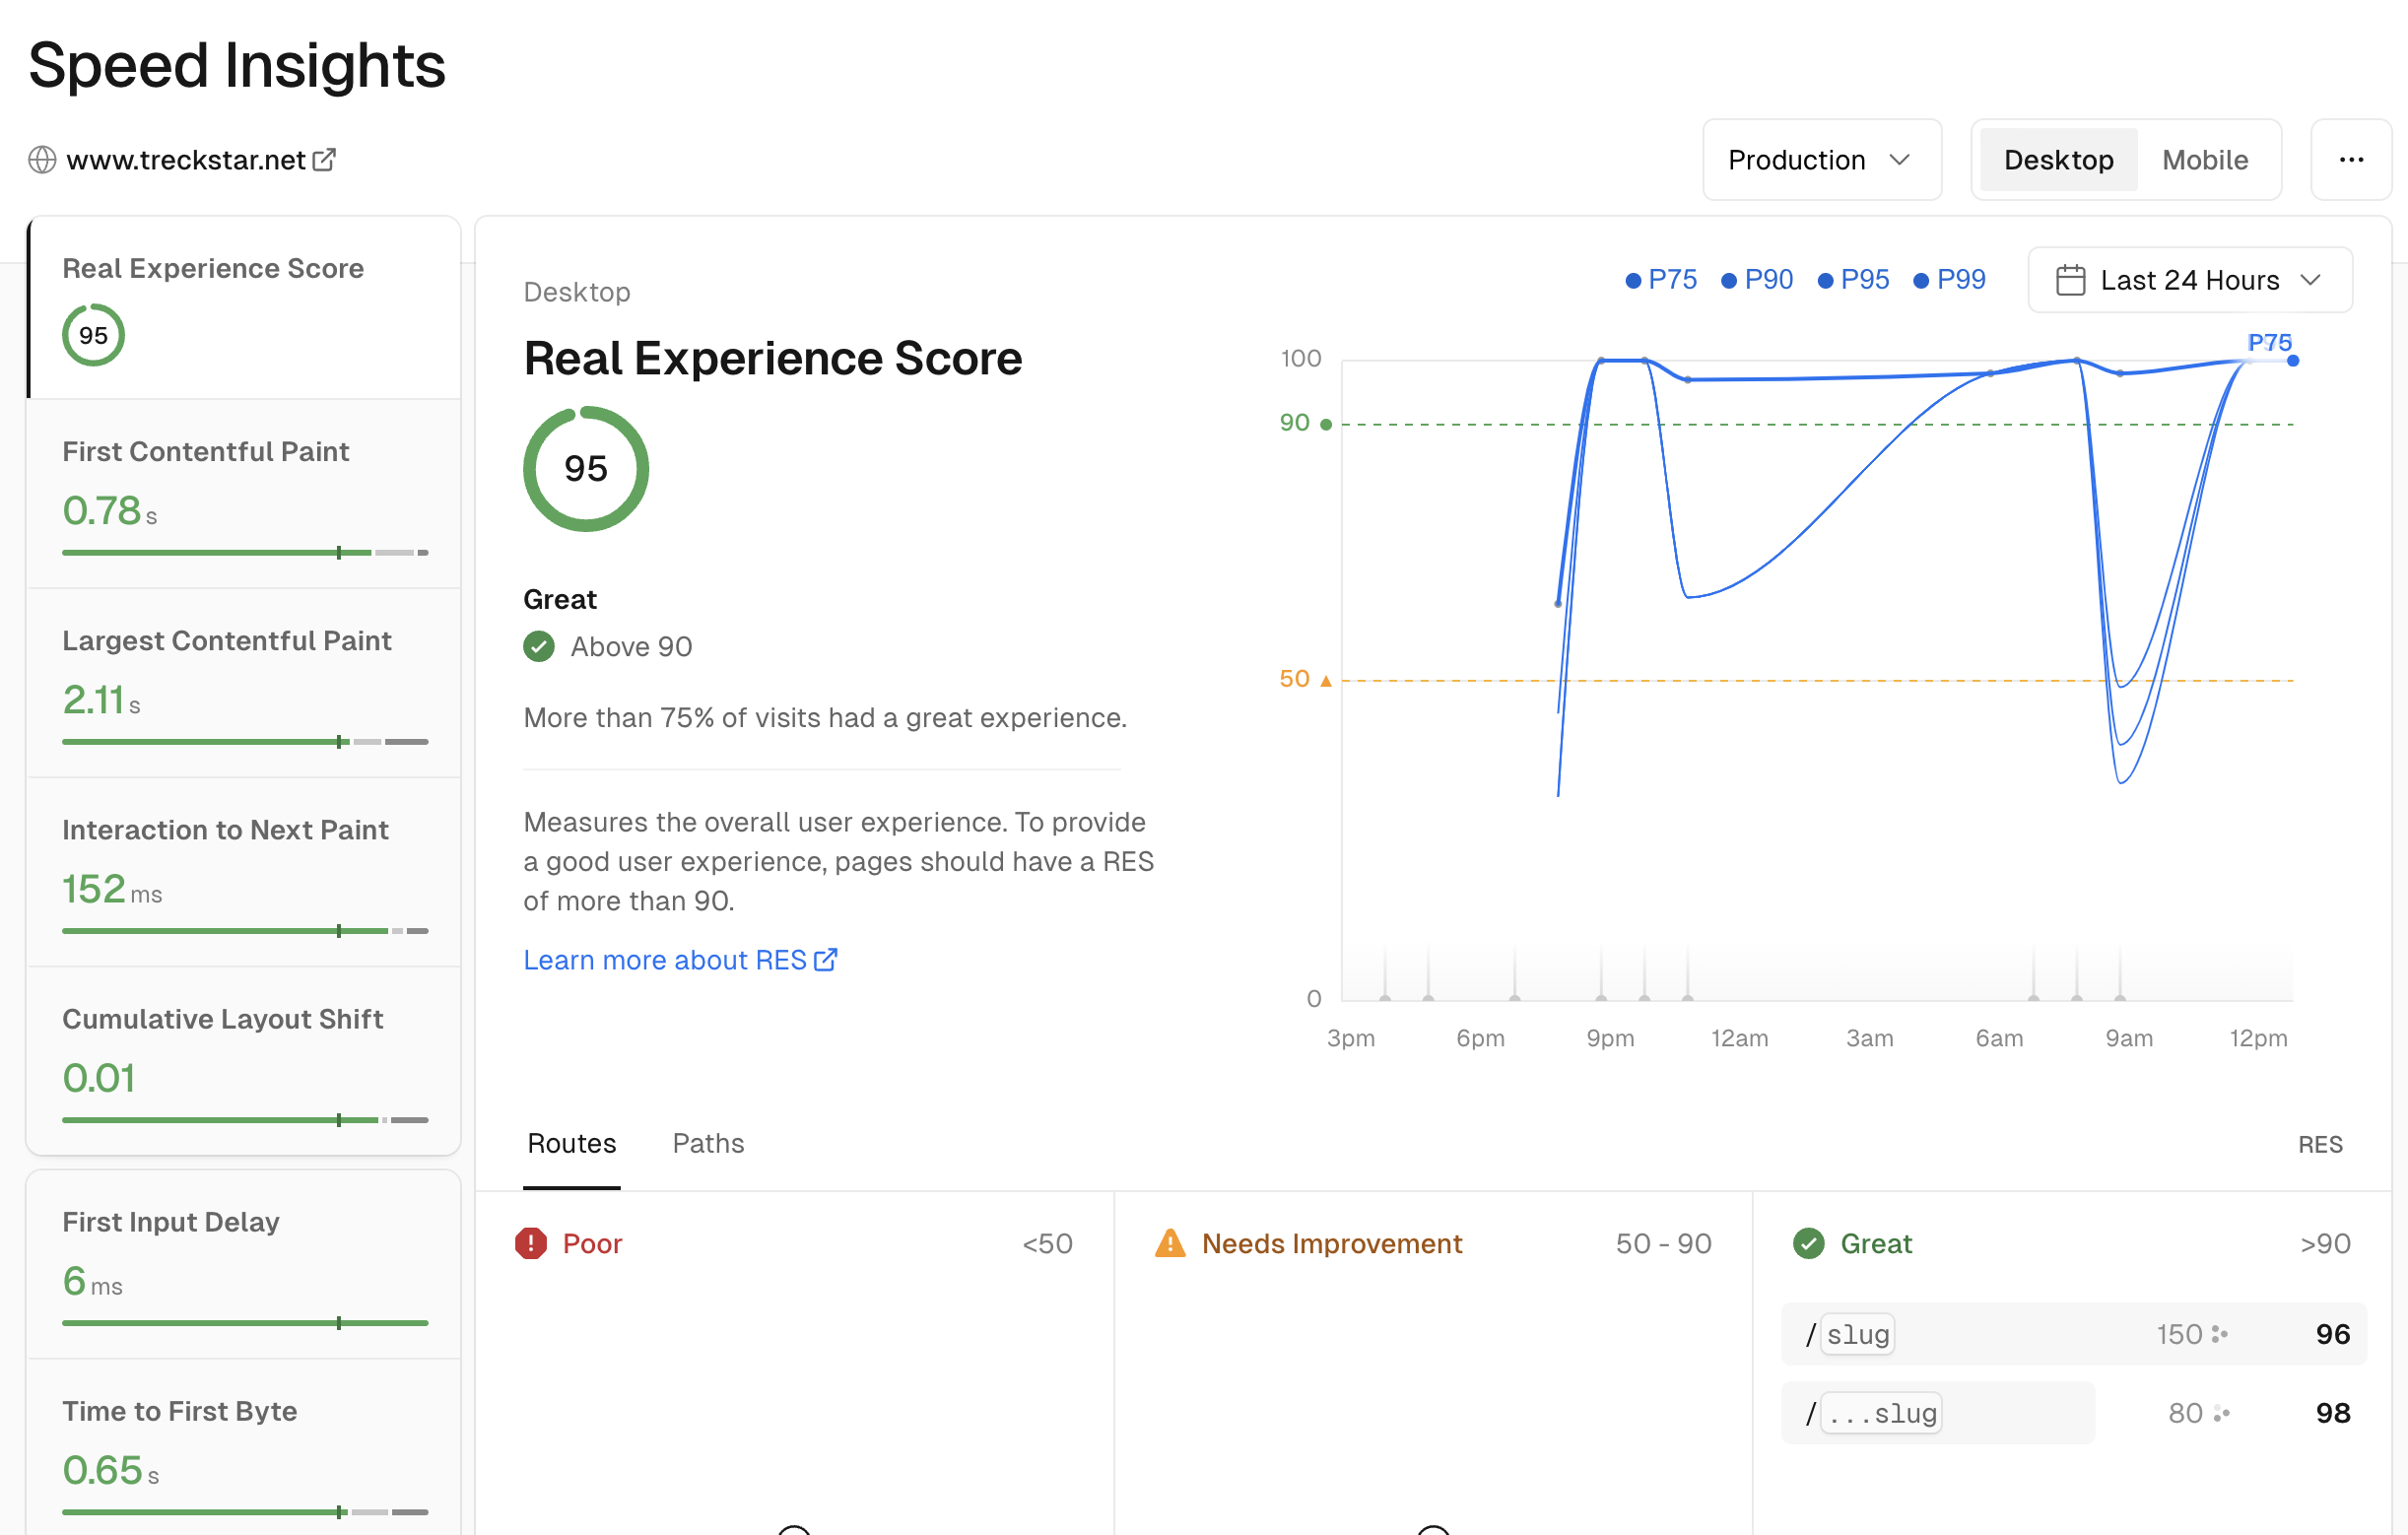 Speed Insights
www.treckstar.net
Production
Desktop Mobile
Real Experience Score
95
First Contentful Paint
0.78 s
Largest Contentful Paint
2.11 s
Interaction to Next Paint
152 ms
Cumulative Layout Shift
0.01
First Input Delay
6 ms
Time to First Byte
0.65 s
Desktop
Real Experience Score
95
Great
Above 90
More than 75% of visits had a great experience.
Measures the overall user experience. To provide
a good user experience, pages should have a RES
of more than 90.
Learn more about RES
P75 P90 P95 P99
Last 24 Hours
P75
100
90
50
0
3pm 6pm 9pm 12am 3am 6am 9am 12pm
Routes Paths RES
Poor <50
Needs Improvement 50 - 90
Great >90
/slug 150 96
/...slug 80 98